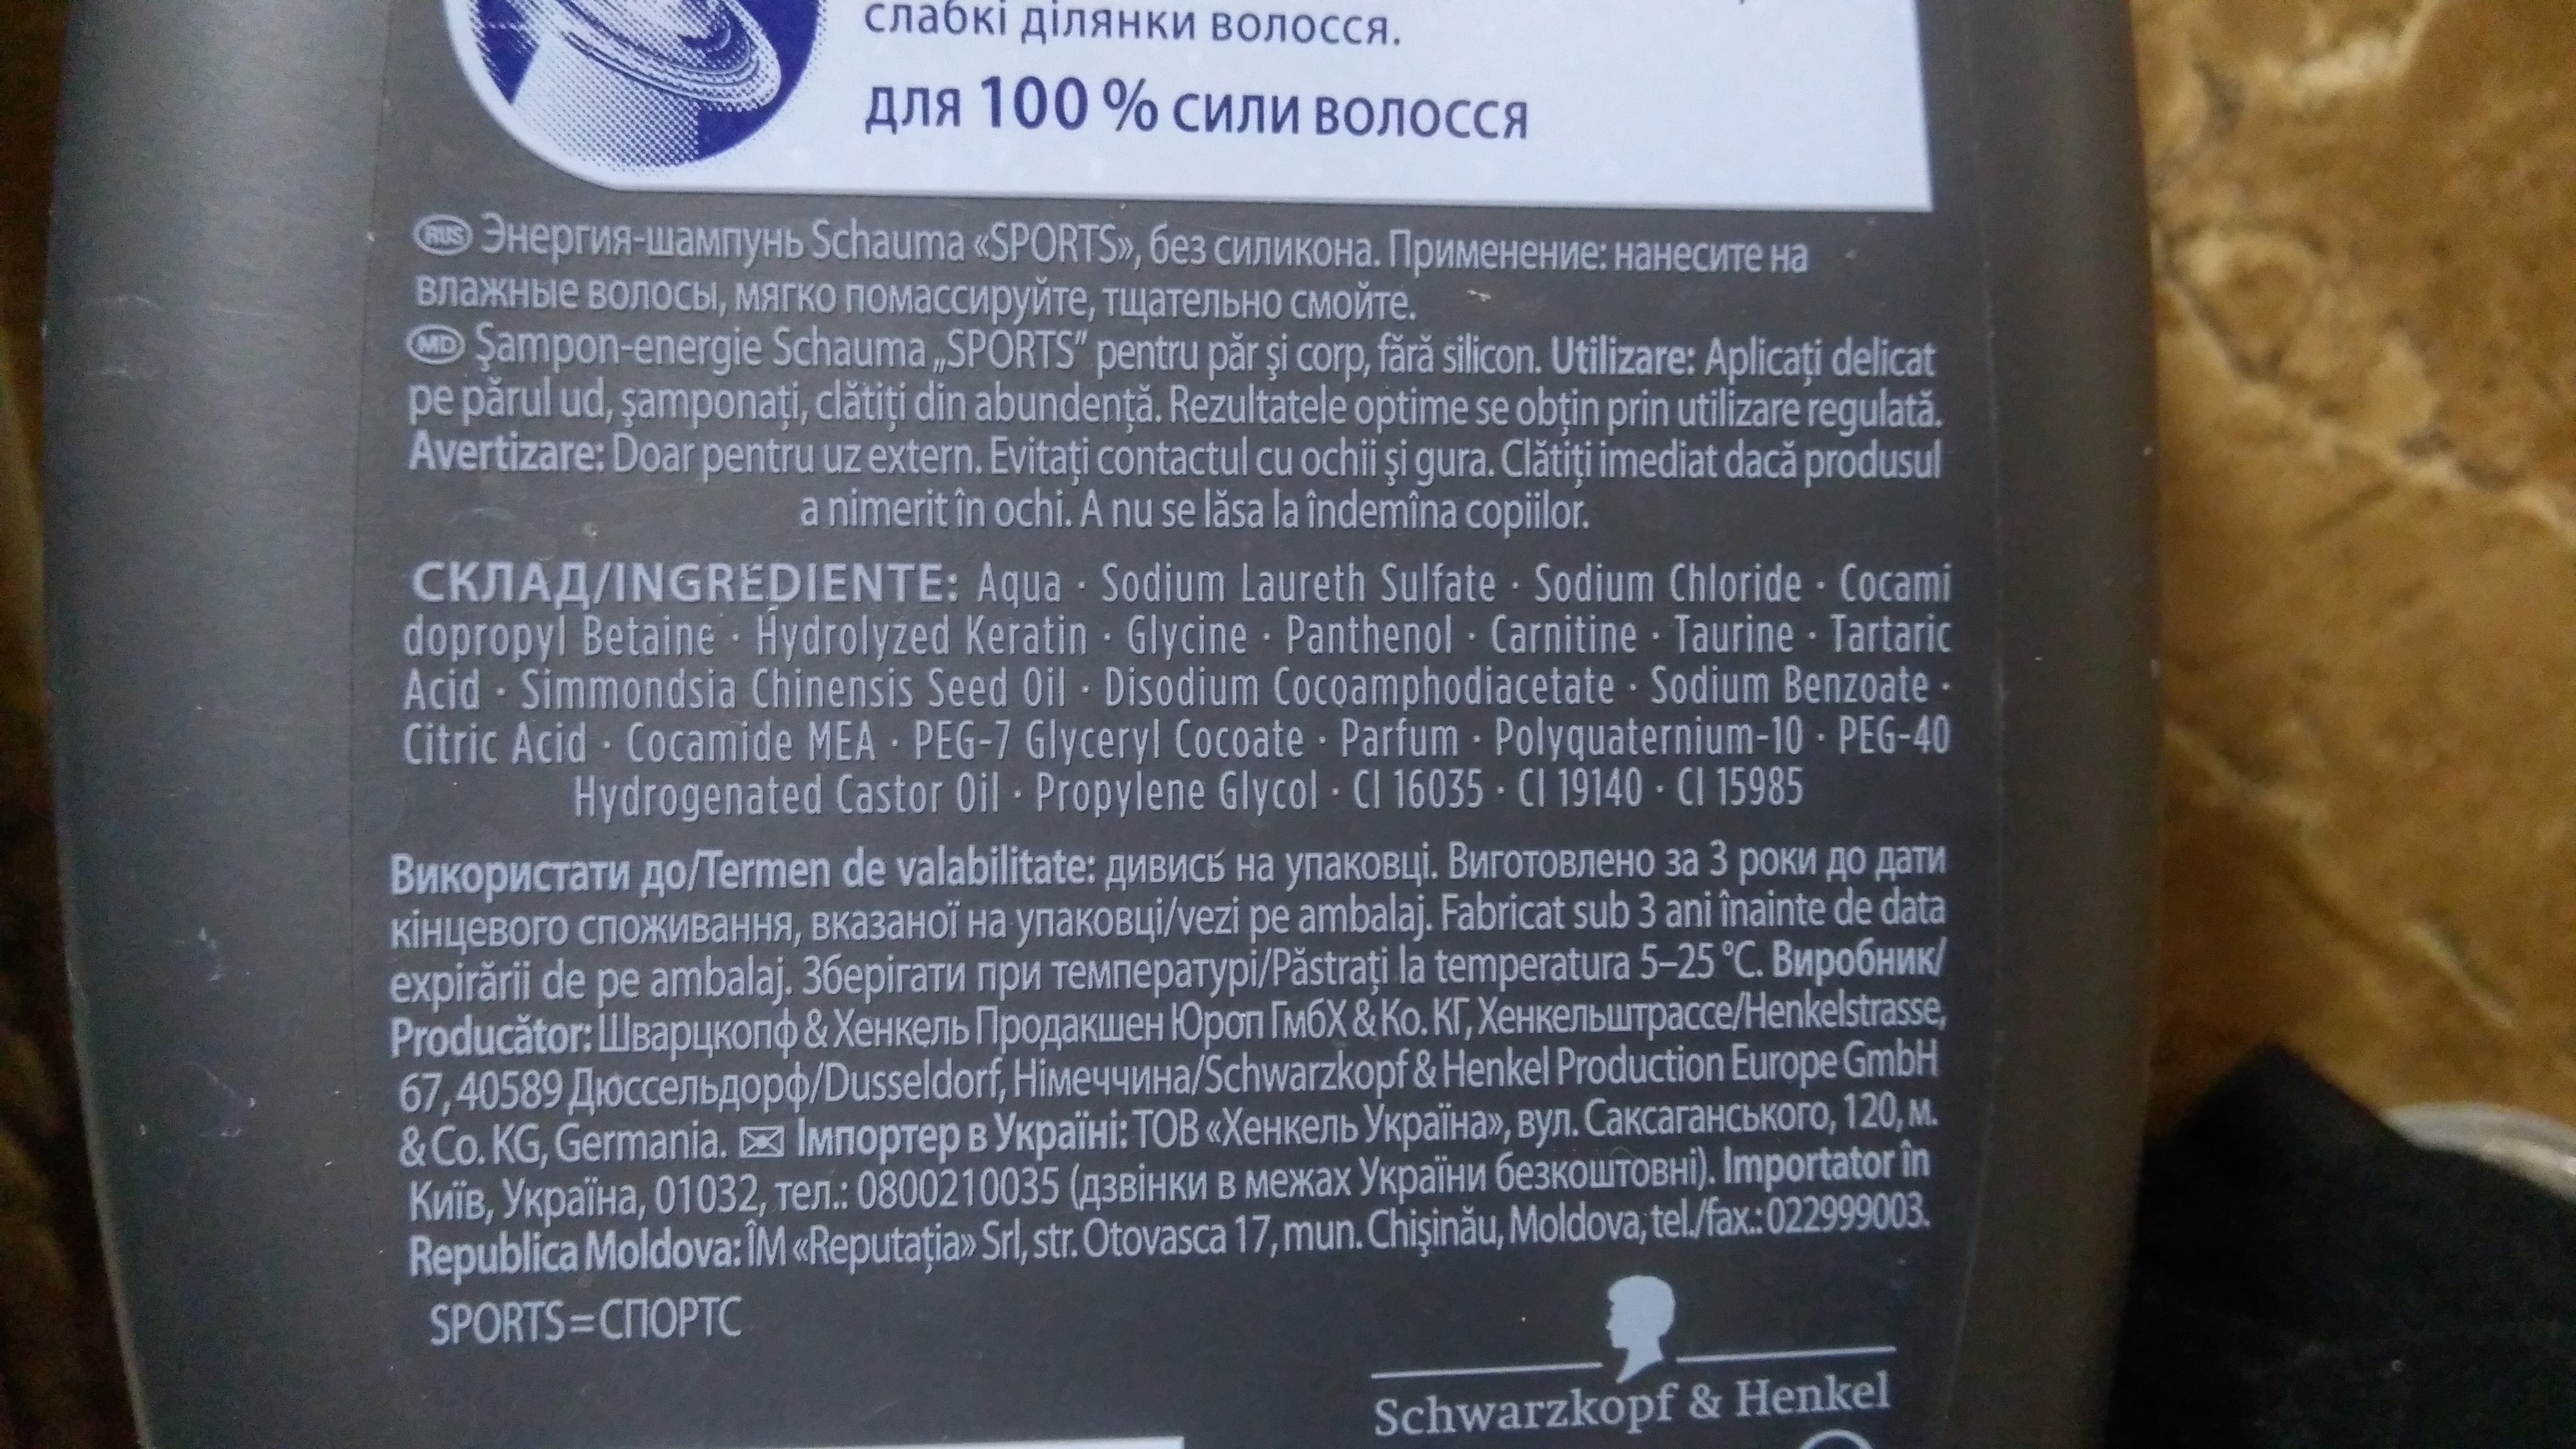 слабкі ділянки волосся.
для 100 % сили волосся
RUS Энергия-шампунь Schauma «SPORTS», без силикона. Применение: нанесите на
влажные волосы, мягко помассируйте, тщательно смойте.
MD Şampon-energie Schauma „SPORTS” pentru păr şi corp, fără silicon. Utilizare: Aplicaţi delicat
pe părul ud, şamponaţi, clătiţi din abundenţă. Rezultatele optime se obţin prin utilizare regulată.
Avertizare: Doar pentru uz extern. Evitaţi contactul cu ochii şi gura. Clătiţi imediat dacă produsul
a nimerit în ochi. A nu se lăsa la îndemîna copiilor.
СКЛАД/INGREDIENTE: Aqua · Sodium Laureth Sulfate · Sodium Chloride · Cocami
dopropyl Betaine · Hydrolyzed Keratin · Glycine · Panthenol · Carnitine · Taurine · Tartaric
Acid · Simmondsia Chinensis Seed Oil · Disodium Cocoamphodiacetate · Sodium Benzoate ·
Citric Acid · Cocamide MEA · PEG-7 Glyceryl Cocoate · Parfum · Polyquaternium-10 · PEG-40
Hydrogenated Castor Oil · Propylene Glycol · CI 16035 · CI 19140 · CI 15985
Використати до/Termen de valabilitate: дивись на упаковці. Виготовлено за 3 роки до дати
кінцевого споживання, вказаної на упаковці/vezi pe ambalaj. Fabricat sub 3 ani înainte de data
expirării de pe ambalaj. Зберігати при температурі/Păstraţi la temperatura 5–25 °C. Виробник/
Producător: Шварцкопф & Хенкель Продакшен Юроп ГмбХ & Ко. КГ, Хенкельштрассе/Henkelstrasse,
67, 40589 Дюссельдорф/Dusseldorf, Німеччина/Schwarzkopf & Henkel Production Europe GmbH
& Co. KG, Germania. Імпортер в Україні: ТОВ «Хенкель Україна», вул. Саксаганського, 120, м.
Київ, Україна, 01032, тел.: 0800210035 (дзвінки в межах України безкоштовні). Importator în
Republica Moldova: ÎM «Reputaţia» Srl, str. Otovasca 17, mun. Chişinău, Moldova, tel./fax.: 022999003.
SPORTS=СПОРТС
Schwarzkopf & Henkel